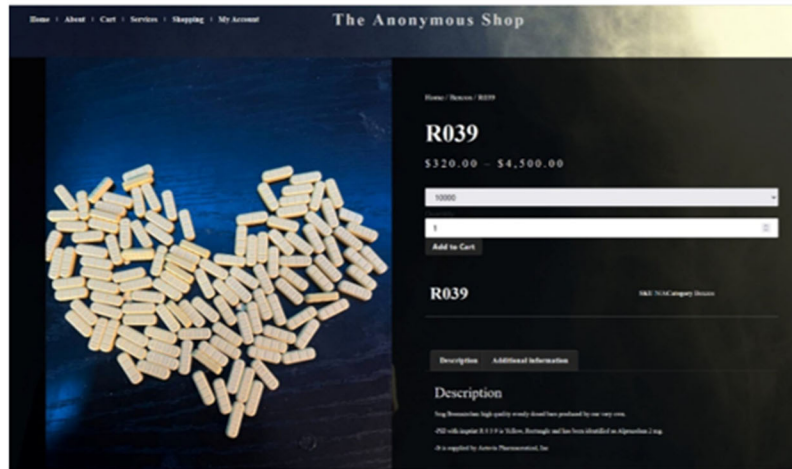 Home | About | Cart | Services | Shopping | My Account
The Anonymous Shop
Home / Benzos / R039
R039
$320.00 – $4,500.00
10000
1
Add to Cart
R039
SKU N/A Category Benzos
Description Additional information
Description
5mg Bromazolam high quality evenly dosed bars produced by our very own.
-Pill with imprint R 0 3 9 is Yellow, Rectangle and has been identified as Alprazolam 2 mg.
-It is supplied by Actavis Pharmaceutical, Inc